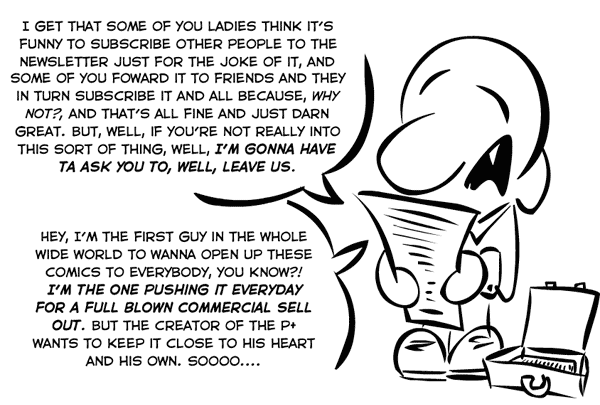 I GET THAT SOME OF YOU LADIES THINK IT'S
FUNNY TO SUBSCRIBE OTHER PEOPLE TO THE
NEWSLETTER JUST FOR THE JOKE OF IT, AND
SOME OF YOU FOWARD IT TO FRIENDS AND THEY
IN TURN SUBSCRIBE IT AND ALL BECAUSE, WHY
NOT?, AND THAT'S ALL FINE AND JUST DARN
GREAT. BUT, WELL, IF YOU'RE NOT REALLY INTO
THIS SORT OF THING, WELL, I'M GONNA HAVE
TA ASK YOU TO, WELL, LEAVE US.
HEY, I'M THE FIRST GUY IN THE WHOLE
WIDE WORLD TO WANNA OPEN UP THESE
COMICS TO EVERYBODY, YOU KNOW?!
I'M THE ONE PUSHING IT EVERYDAY
FOR A FULL BLOWN COMMERCIAL SELL
OUT. BUT THE CREATOR OF THE P+
WANTS TO KEEP IT CLOSE TO HIS HEART
AND HIS OWN. SOOOO....